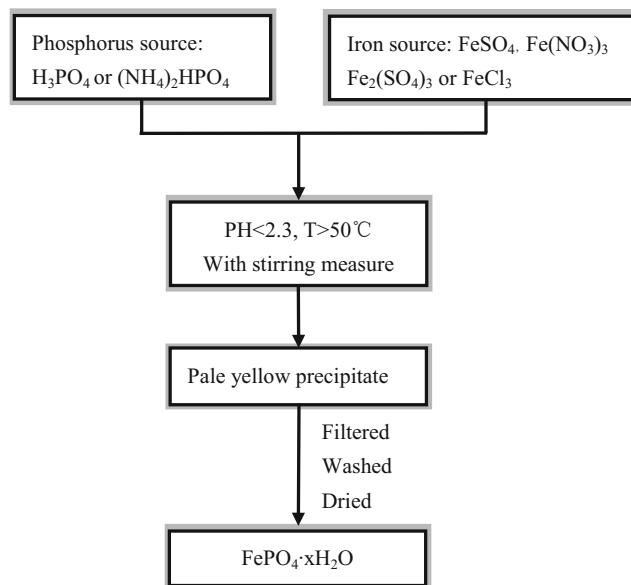 Phosphorus source:
H₃PO₄ or (NH₄)₂HPO₄
Iron source: FeSO₄. Fe(NO₃)₃
Fe₂(SO₄)₃ or FeCl₃
PH<2.3, T>50℃
With stirring measure
Pale yellow precipitate
Filtered
Washed
Dried
FePO₄·xH₂O